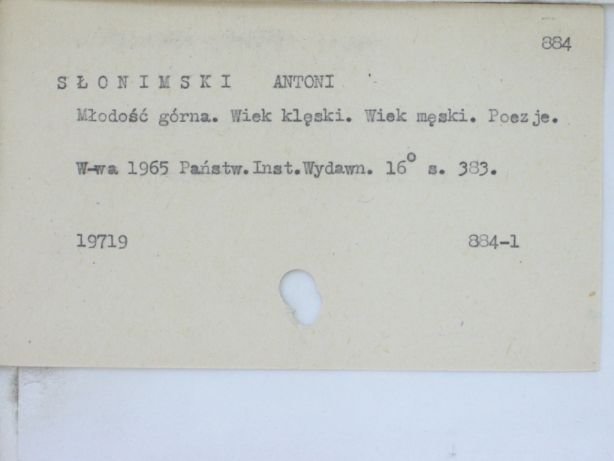 884
SŁONIMSKI ANTONI
Młodość górna. Wiek klęski. Wiek męski. Poezje.
W-wa 1965 Państw.Inst.Wydawn. 16° s. 383.
19719 884-1